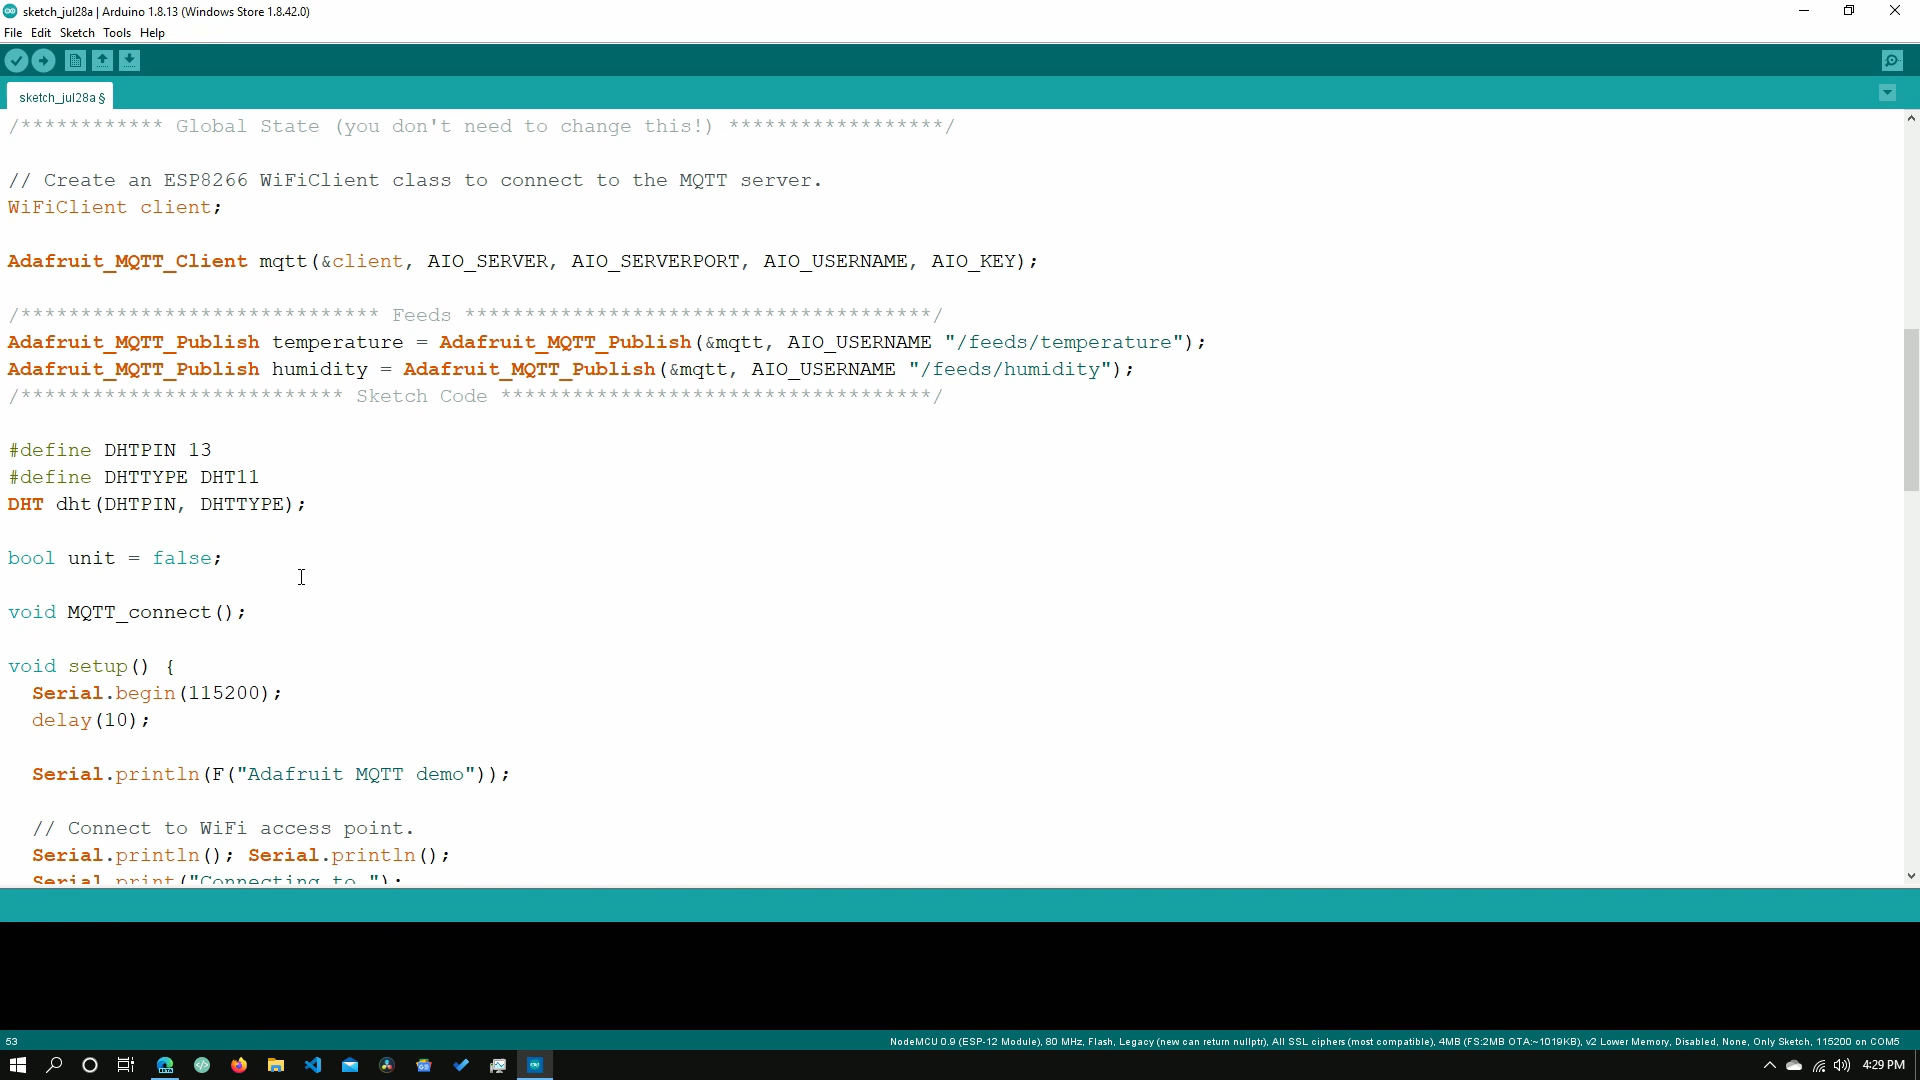 sketch_jul28a | Arduino 1.8.13 (Windows Store 1.8.42.0)
File Edit Sketch Tools Help
sketch_jul28a §
/************ Global State (you don't need to change this!) ******************/
// Create an ESP8266 WiFiClient class to connect to the MQTT server.
WiFiClient client;
Adafruit_MQTT_Client mqtt(&client, AIO_SERVER, AIO_SERVERPORT, AIO_USERNAME, AIO_KEY);
/****************************** Feeds ***************************************/
Adafruit_MQTT_Publish temperature = Adafruit_MQTT_Publish(&mqtt, AIO_USERNAME "/feeds/temperature");
Adafruit_MQTT_Publish humidity = Adafruit_MQTT_Publish(&mqtt, AIO_USERNAME "/feeds/humidity");
/*************************** Sketch Code ************************************/
#define DHTPIN 13
#define DHTTYPE DHT11
DHT dht(DHTPIN, DHTTYPE);
bool unit = false;
void MQTT_connect();
void setup() {
Serial.begin(115200);
delay(10);
Serial.println(F("Adafruit MQTT demo"));
// Connect to WiFi access point.
Serial.println(); Serial.println();
Serial.print("Connecting to ");
53
NodeMCU 0.9 (ESP-12 Module), 80 MHz, Flash, Legacy (new can return nullptr), All SSL ciphers (most compatible), 4MB (FS:2MB OTA:~1019KB), v2 Lower Memory, Disabled, None, Only Sketch, 115200 on COM5
4:29 PM